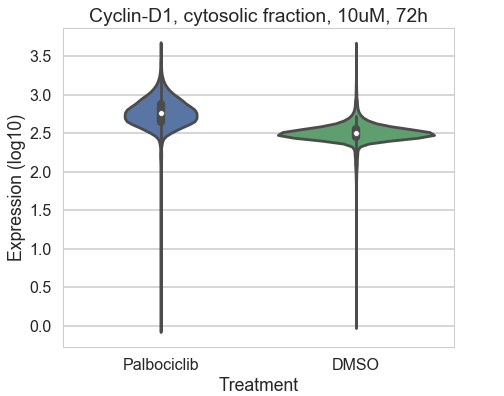 Cyclin-D1, cytosolic fraction, 10uM, 72h
Expression (log10)
3.5
3.0
2.5
2.0
1.5
1.0
0.5
0.0
Palbociclib DMSO
Treatment